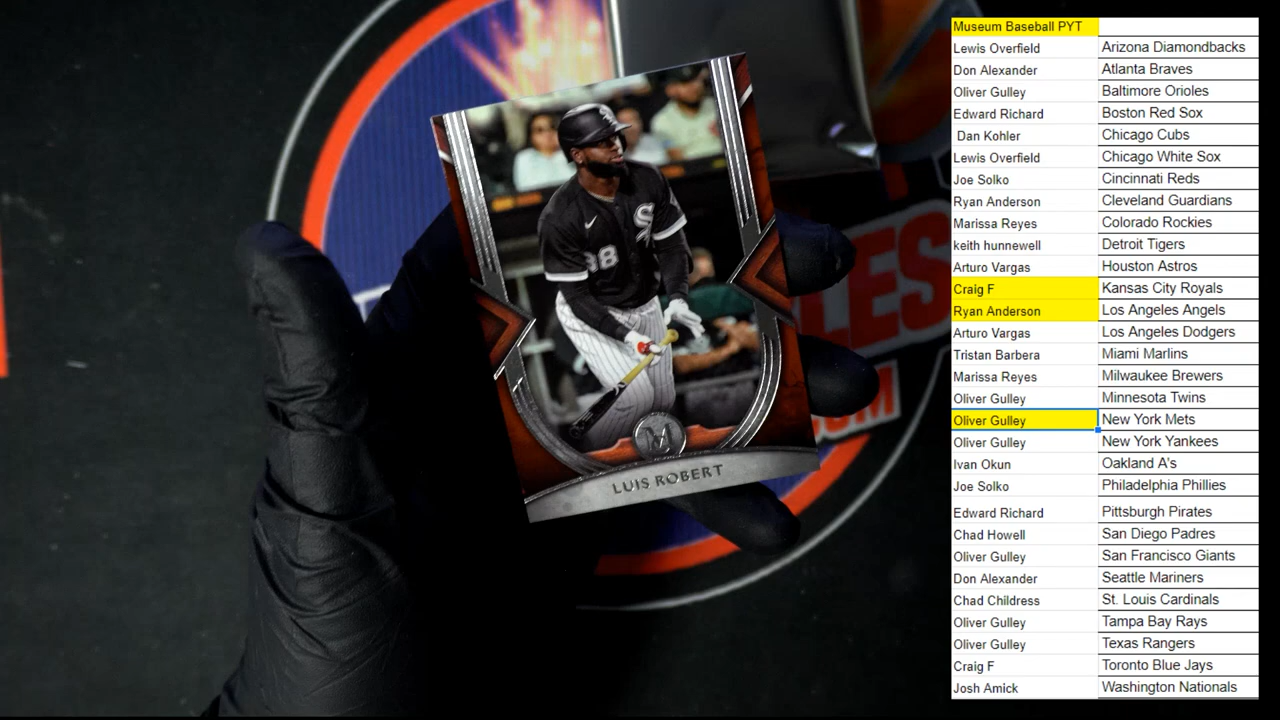 Museum Baseball PYT
Lewis Overfield Arizona Diamondbacks
Don Alexander Atlanta Braves
Oliver Gulley Baltimore Orioles
Edward Richard Boston Red Sox
Dan Kohler Chicago Cubs
Lewis Overfield Chicago White Sox
Joe Solko Cincinnati Reds
Ryan Anderson Cleveland Guardians
Marissa Reyes Colorado Rockies
keith hunnewell Detroit Tigers
Arturo Vargas Houston Astros
Craig F Kansas City Royals
Ryan Anderson Los Angeles Angels
Arturo Vargas Los Angeles Dodgers
Tristan Barbera Miami Marlins
Marissa Reyes Milwaukee Brewers
Oliver Gulley Minnesota Twins
Oliver Gulley New York Mets
Oliver Gulley New York Yankees
Ivan Okun Oakland A's
Joe Solko Philadelphia Phillies
Edward Richard Pittsburgh Pirates
Chad Howell San Diego Padres
Oliver Gulley San Francisco Giants
Don Alexander Seattle Mariners
Chad Childress St. Louis Cardinals
Oliver Gulley Tampa Bay Rays
Oliver Gulley Texas Rangers
Craig F Toronto Blue Jays
Josh Amick Washington Nationals
88
M
LUIS ROBERT